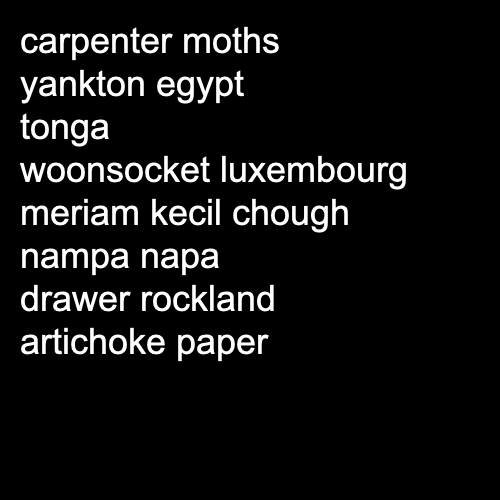 carpenter moths
yankton egypt
tonga
woonsocket luxembourg
meriam kecil chough
nampa napa
drawer rockland
artichoke paper